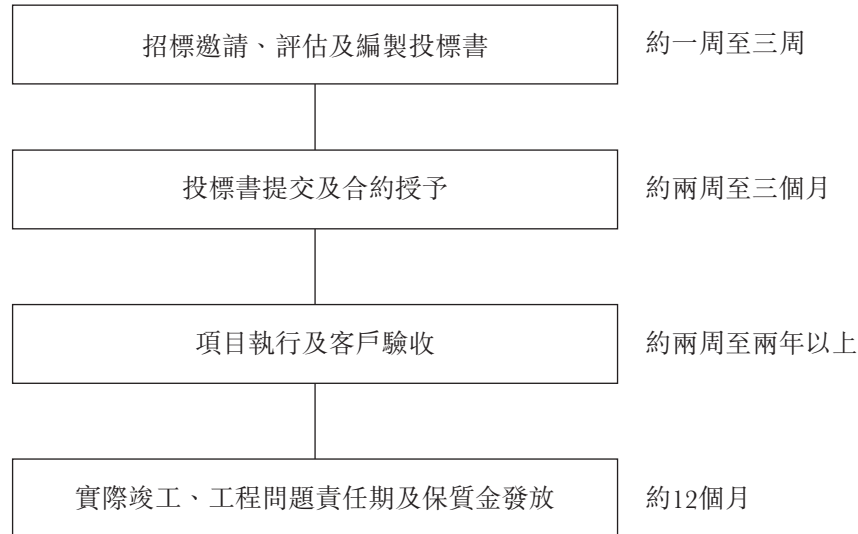 招標邀請、評估及編製投標書 約一周至三周
投標書提交及合約授予 約兩周至三個月
項目執行及客戶驗收 約兩周至兩年以上
實際竣工、工程問題責任期及保質金發放 約12個月